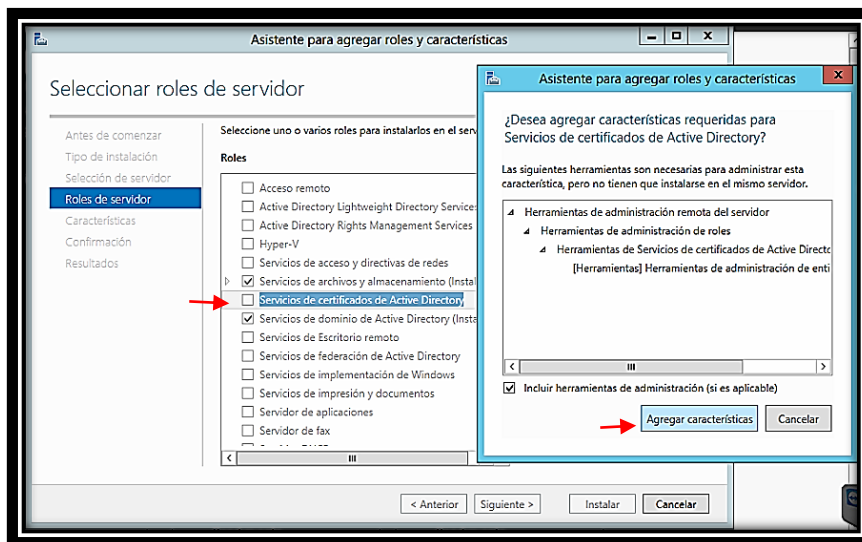 Asistente para agregar roles y características
Seleccionar roles de servidor
Antes de comenzar
Tipo de instalación
Selección de servidor
Roles de servidor
Características
Confirmación
Resultados
Seleccione uno o varios roles para instalarlos en el serv
Roles
Acceso remoto
Active Directory Lightweight Directory Service
Active Directory Rights Management Services
Hyper-V
Servicios de acceso y directivas de redes
Servicios de archivos y almacenamiento (Instal
Servicios de certificados de Active Directory
Servicios de dominio de Active Directory (Insta
Servicios de Escritorio remoto
Servicios de federación de Active Directory
Servicios de implementación de Windows
Servicios de impresión y documentos
Servidor de aplicaciones
Servidor de fax
< Anterior
Siguiente >
Instalar
Cancelar
Asistente para agregar roles y características
¿Desea agregar características requeridas para
Servicios de certificados de Active Directory?
Las siguientes herramientas son necesarias para administrar esta
característica, pero no tienen que instalarse en el mismo servidor.
Herramientas de administración remota del servidor
Herramientas de administración de roles
Herramientas de Servicios de certificados de Active Directo
[Herramientas] Herramientas de administración de enti
Incluir herramientas de administración (si es aplicable)
Agregar características
Cancelar